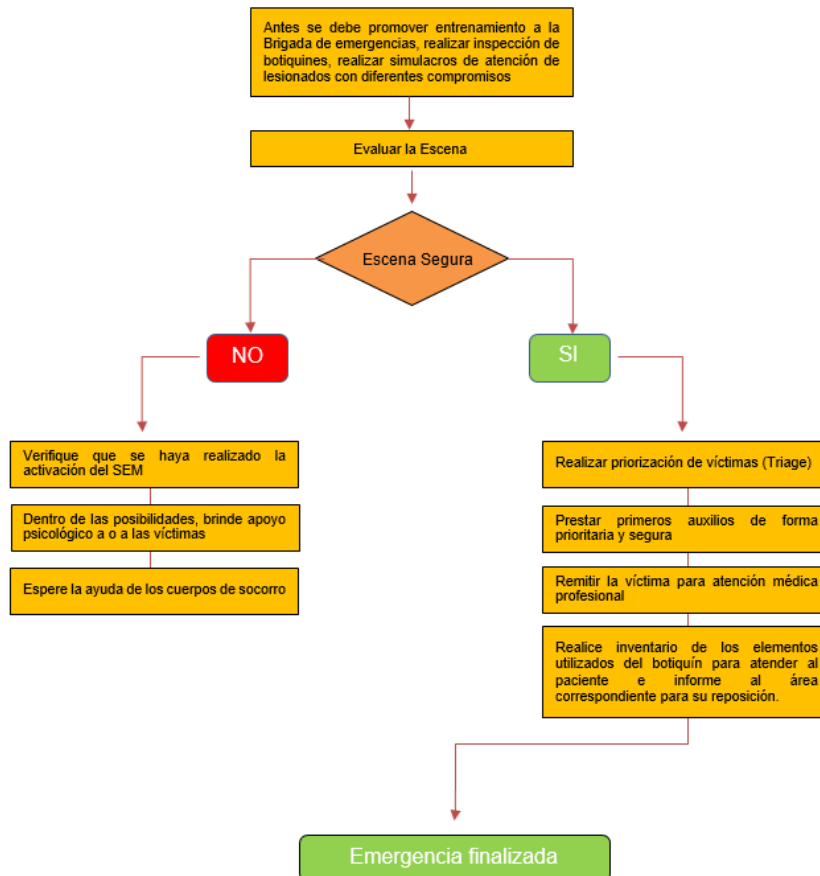 Antes se debe promover entrenamiento a la
Brigada de emergencias, realizar inspección de
botiquines, realizar simulacros de atención de
lesionados con diferentes compromisos
Evaluar la Escena
Escena Segura
NO
SI
Verifique que se haya realizado la
activación del SEM
Dentro de las posibilidades, brinde apoyo
psicológico a o a las víctimas
Espere la ayuda de los cuerpos de socorro
Realizar priorización de víctimas (Triage)
Prestar primeros auxilios de forma
prioritaria y segura
Remitir la víctima para atención médica
profesional
Realice inventario de los elementos
utilizados del botiquín para atender al
paciente e informe al área
correspondiente para su reposición.
Emergencia finalizada